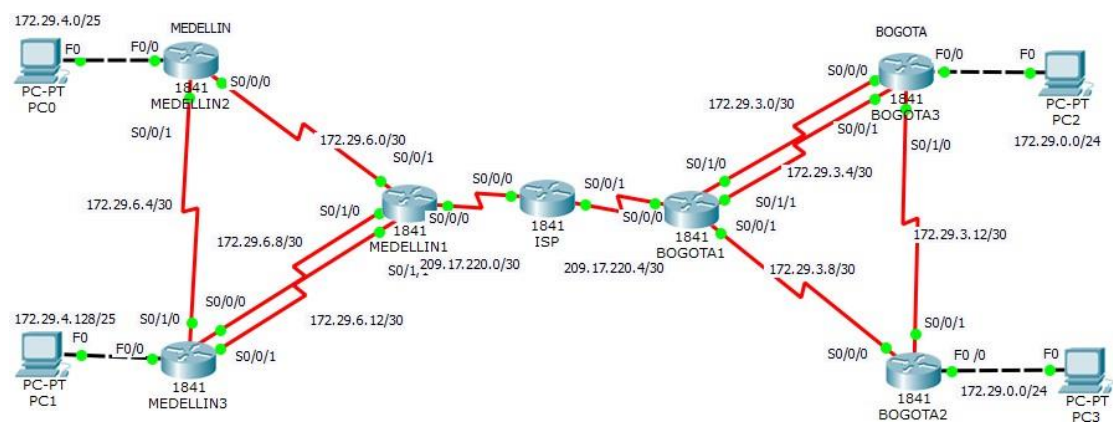 172.29.4.0/25
MEDELLIN
F0
F0/0
S0/0/0
1841
MEDELLIN2
PC-PT
PC0
S0/0/1
172.29.6.0/30
S0/0/1
172.29.6.4/30
S0/1/0
S0/0/0
1841
MEDELLIN1
172.29.6.8/30
S0/1/
209.17.220.0/30
S0/0/0
172.29.6.12/30
172.29.4.128/25
S0/1/0
F0
F0/0
S0/0/1
PC-PT
PC1
1841
MEDELLIN3
S0/0/0
S0/0/1
1841
ISP
209.17.220.4/30
BOGOTA
S0/0/0
F0/0
F0
1841
BOGOTA3
PC-PT
PC2
172.29.0.0/24
172.29.3.0/30
S0/0/1
S0/1/0
S0/1/0
172.29.3.4/30
S0/1/1
S0/0/0
S0/0/1
1841
BOGOTA1
172.29.3.12/30
172.29.3.8/30
S0/0/1
S0/0/0
F0 /0
F0
172.29.0.0/24
1841
BOGOTA2
PC-PT
PC3